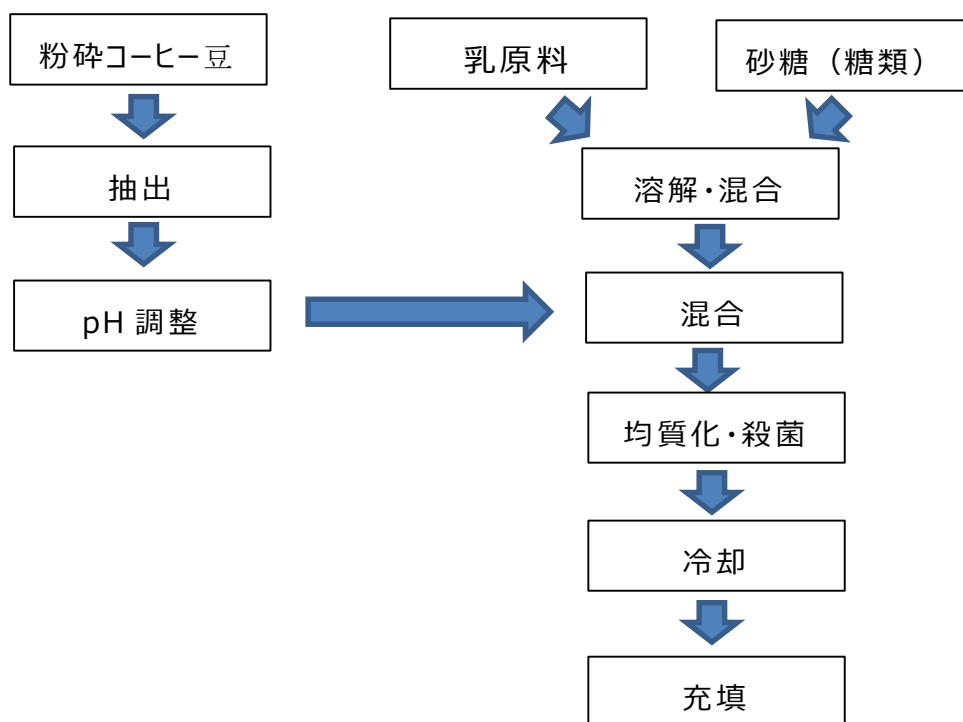 粉砕コーヒー豆
乳原料
砂糖（糖類）
抽出
溶解・混合
pH 調整
混合
均質化・殺菌
冷却
充填